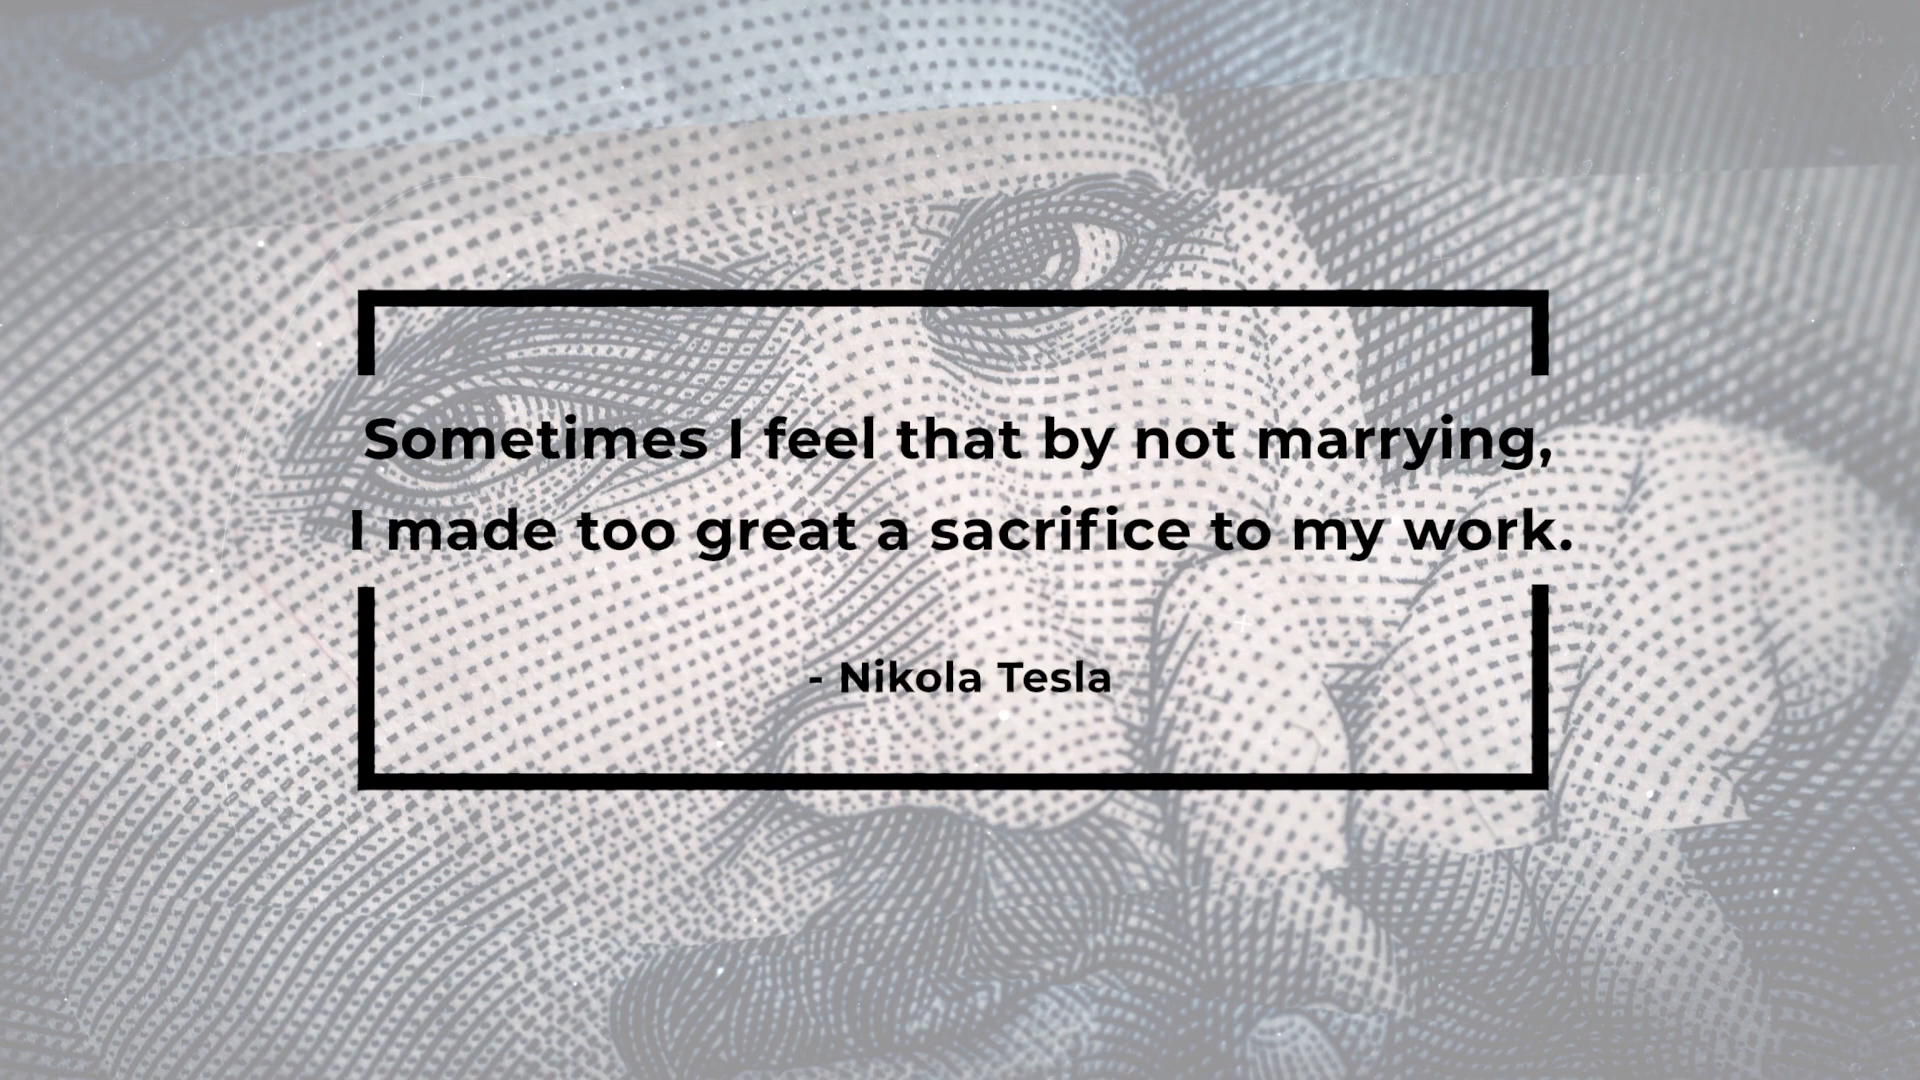 Sometimes I feel that by not marrying,
I made too great a sacrifice to my work.
- Nikola Tesla